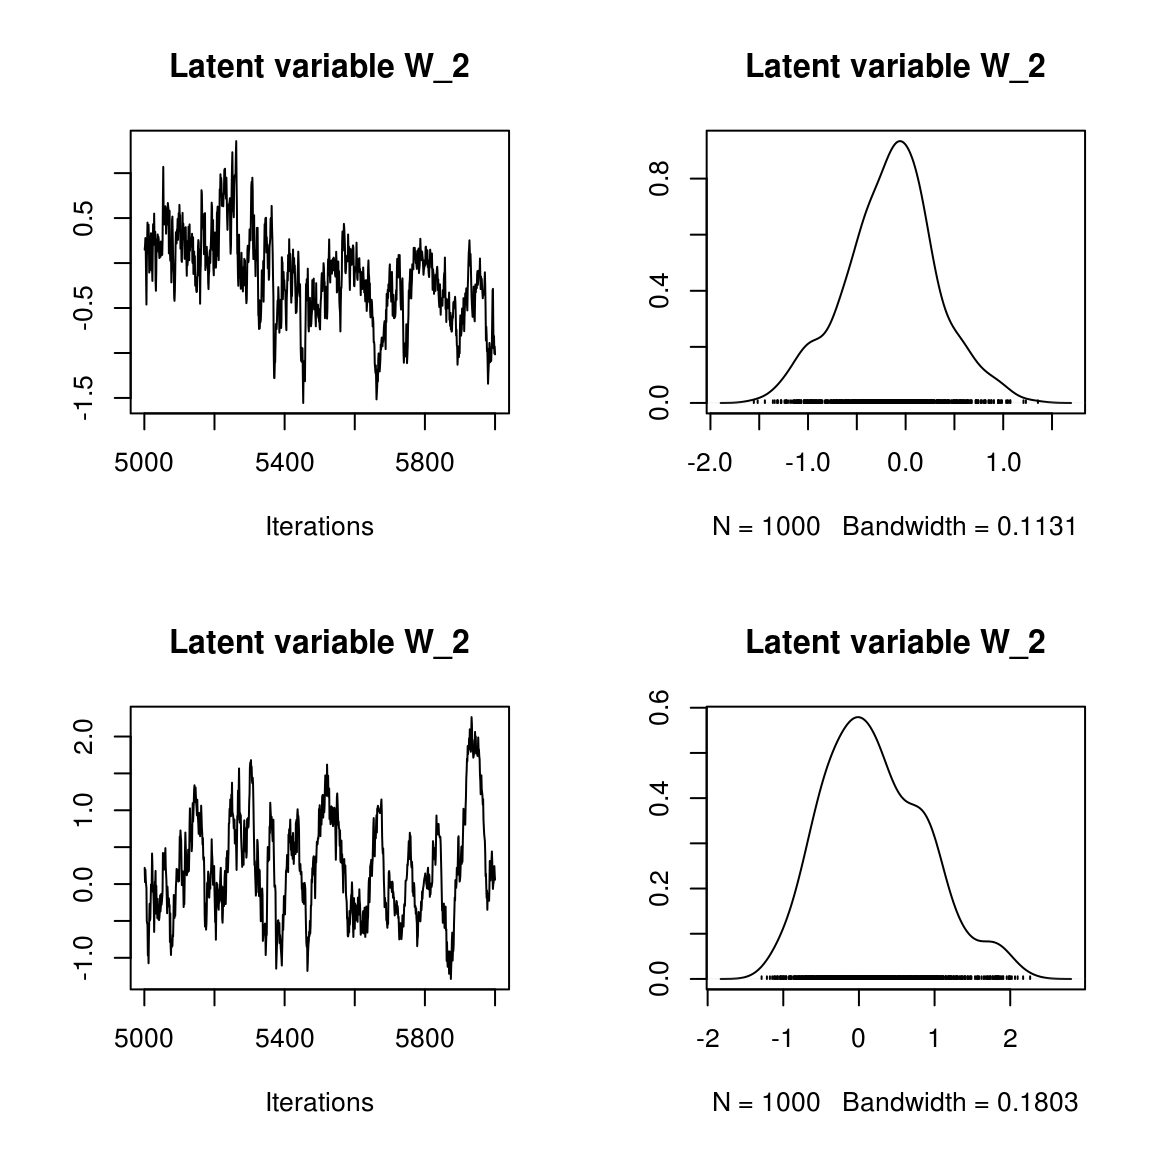 Latent variable W_2
0.5
-0.5
-1.5
5000 5400 5800
Iterations
Latent variable W_2
0.8
0.4
0.0
-2.0 -1.0 0.0 1.0
N = 1000 Bandwidth = 0.1131
Latent variable W_2
2.0
1.0
0.0
-1.0
5000 5400 5800
Iterations
Latent variable W_2
0.6
0.4
0.2
0.0
-2 -1 0 1 2
N = 1000 Bandwidth = 0.1803